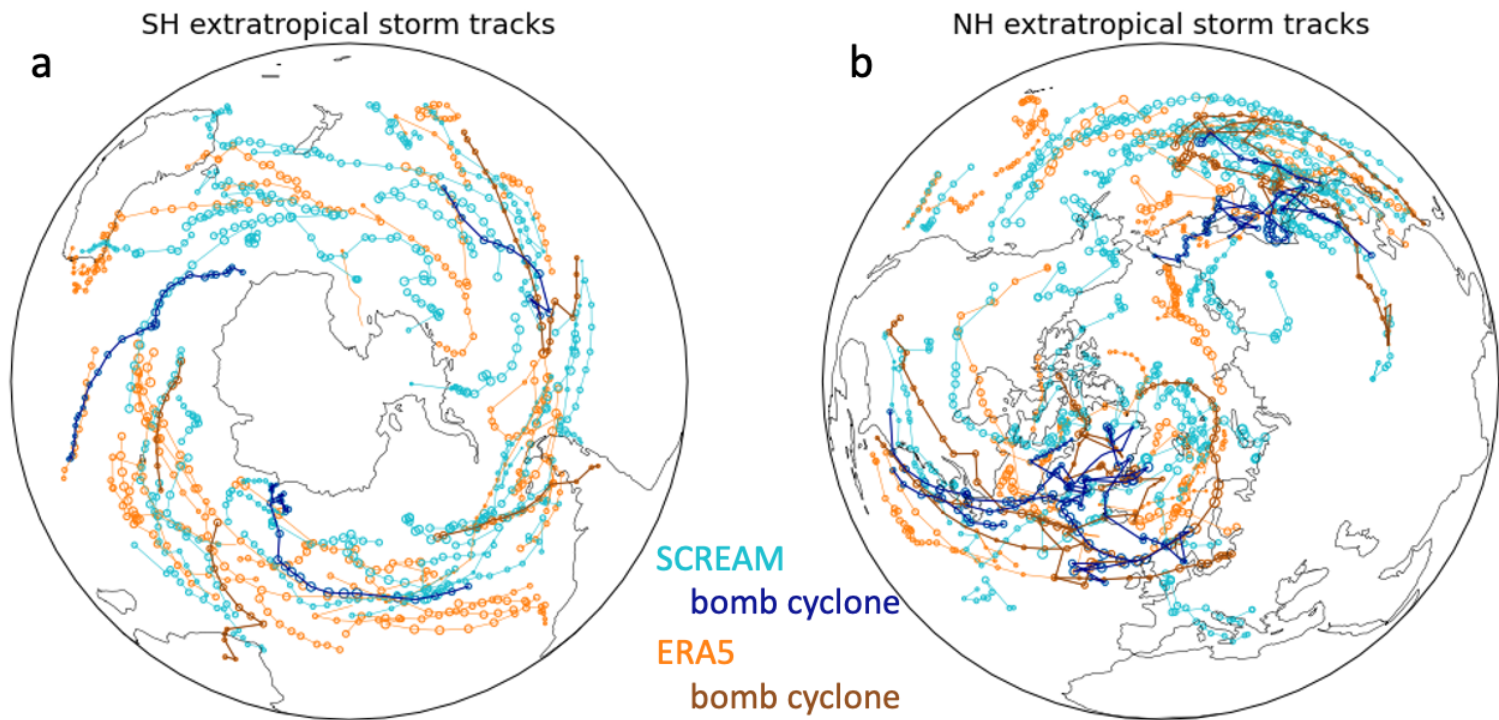 SH extratropical storm tracks
NH extratropical storm tracks
a
b
SCREAM
bomb cyclone
ERA5
bomb cyclone